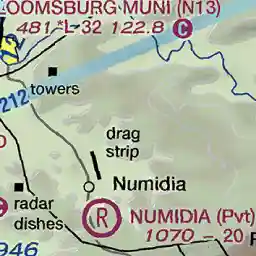 OOMSBURG MUNI (N13)
481 *L-32 122.8 C
towers
212
drag
strip
Numidia
radar
dishes
R
NUMIDIA (Pvt)
1070 - 20
946